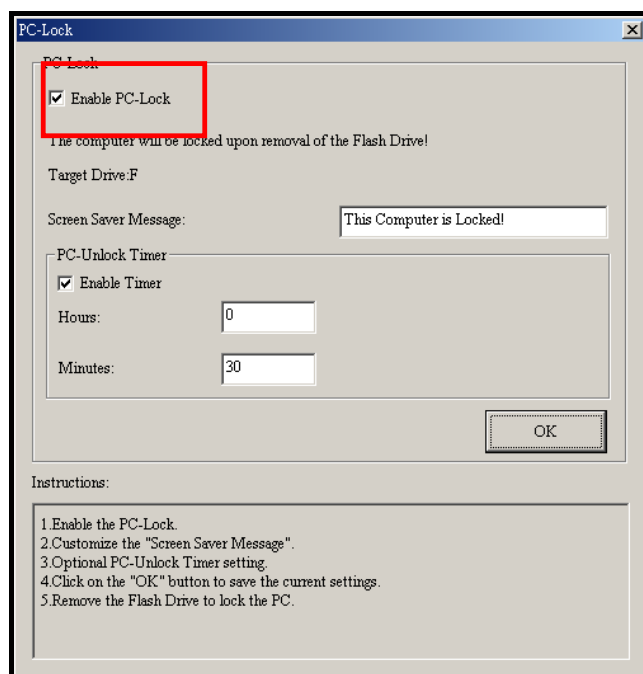 PC-Lock
PC-Lock
Enable PC-Lock
The computer will be locked upon removal of the Flash Drive!
Target Drive:F
Screen Saver Message:
This Computer is Locked!
PC-Unlock Timer
Enable Timer
Hours:
0
Minutes:
30
OK
Instructions:
1.Enable the PC-Lock.
2.Customize the "Screen Saver Message".
3.Optional PC-Unlock Timer setting.
4.Click on the "OK" button to save the current settings.
5.Remove the Flash Drive to lock the PC.